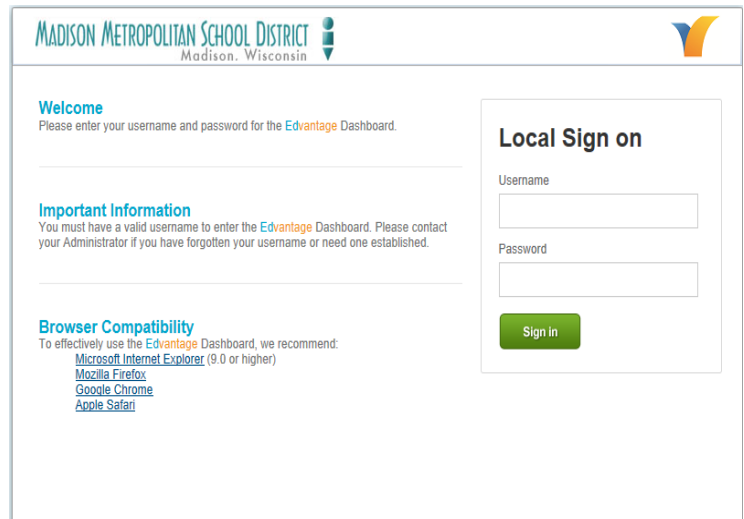 MADISON METROPOLITAN SCHOOL DISTRICT
Madison. Wisconsin
Welcome
Please enter your username and password for the Edvantage Dashboard.
Important Information
You must have a valid username to enter the Edvantage Dashboard. Please contact
your Administrator if you have forgotten your username or need one established.
Browser Compatibility
To effectively use the Edvantage Dashboard, we recommend:
Microsoft Internet Explorer (9.0 or higher)
Mozilla Firefox
Google Chrome
Apple Safari
Local Sign on
Username
Password
Sign in